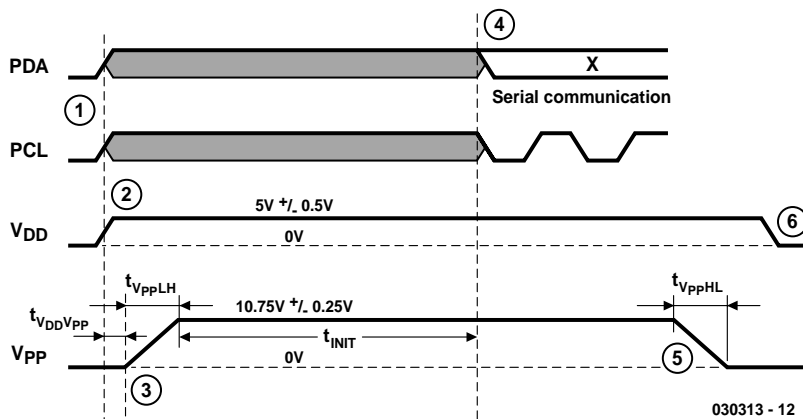 4
PDA
X
Serial communication
1
PCL
2
5V +/- 0.5V
6
VDD
0V
tVPPLH
tVPPHL
10.75V +/- 0.25V
tVDDVPP
tINIT
VPP
0V
5
3
030313 - 12